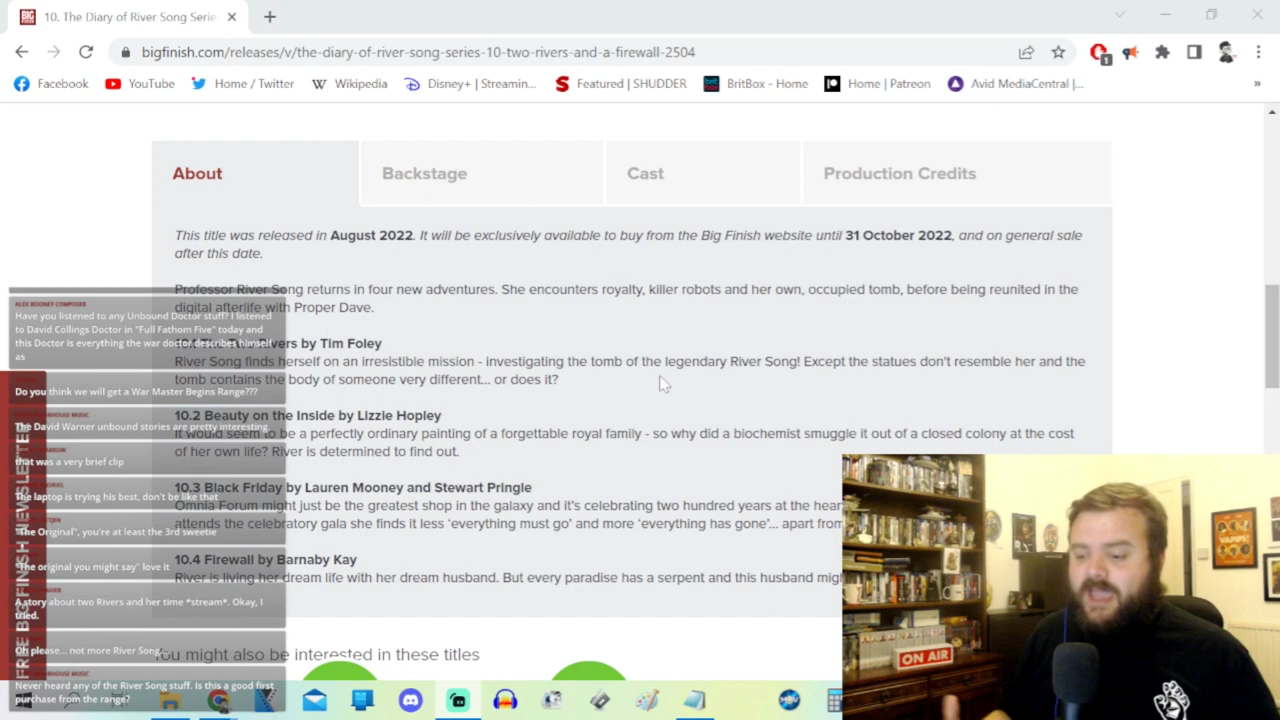 BIG FINISH
10. The Diary of River Song Serie
bigfinish.com/releases/v/the-diary-of-river-song-series-10-two-rivers-and-a-firewall-2504
1
Facebook
YouTube
Home / Twitter
Wikipedia
Disney+ | Streamin...
Featured | SHUDDER
BritBox - Home
Home | Patreon
Avid MediaCentral |...
»
About
Backstage
Cast
Production Credits
This title was released in August 2022. It will be exclusively available to buy from the Big Finish website until 31 October 2022, and on general sale
after this date.
Professor River Song returns in four new adventures. She encounters royalty, killer robots and her own, occupied tomb, before being reunited in the
digital afterlife with Proper Dave.
vers by Tim Foley
River Song finds herself on an irresistible mission - investigating the tomb of the legendary River Song! Except the statues don't resemble her and the
tomb contains the body of someone very different... or does it?
10.2 Beauty on the Inside by Lizzie Hopley
It would seem to be a perfectly ordinary painting of a forgettable royal family - so why did a biochemist smuggle it out of a closed colony at the cost
of her own life? River is determined to find out.
10.3 Black Friday by Lauren Mooney and Stewart Pringle
Omnia Forum might just be the greatest shop in the galaxy and it's celebrating two hundred years at the hear
attends the celebratory gala she finds it less 'everything must go' and more 'everything has gone'... apart from
10.4 Firewall by Barnaby Kay
River is living her dream life with her dream husband. But every paradise has a serpent and this husband migh
You might also be interested in these titles
FREE BIG FINISH NEWSLETTER
ALEX ROONEY COMPOSER
Have you listened to any Unbound Doctor stuff? I listened
to David Collings Doctor in "Full Fathom Five" today and
this Doctor is everything the war doctor describes himself
as
Do you think we will get a War Master Begins Range???
The David Warner unbound stories are pretty interesting
that was a very brief clip
The laptop is trying his best, don't be like that
"The Original", you're at least the 3rd sweetie
"The original you might say" love it
A story about two Rivers and her time *stream*. Okay, I
tried.
Oh please... not more River Song...
Never heard any of the River Song stuff. Is this a good first
purchase from the range?
ON AIR
VAMPS!